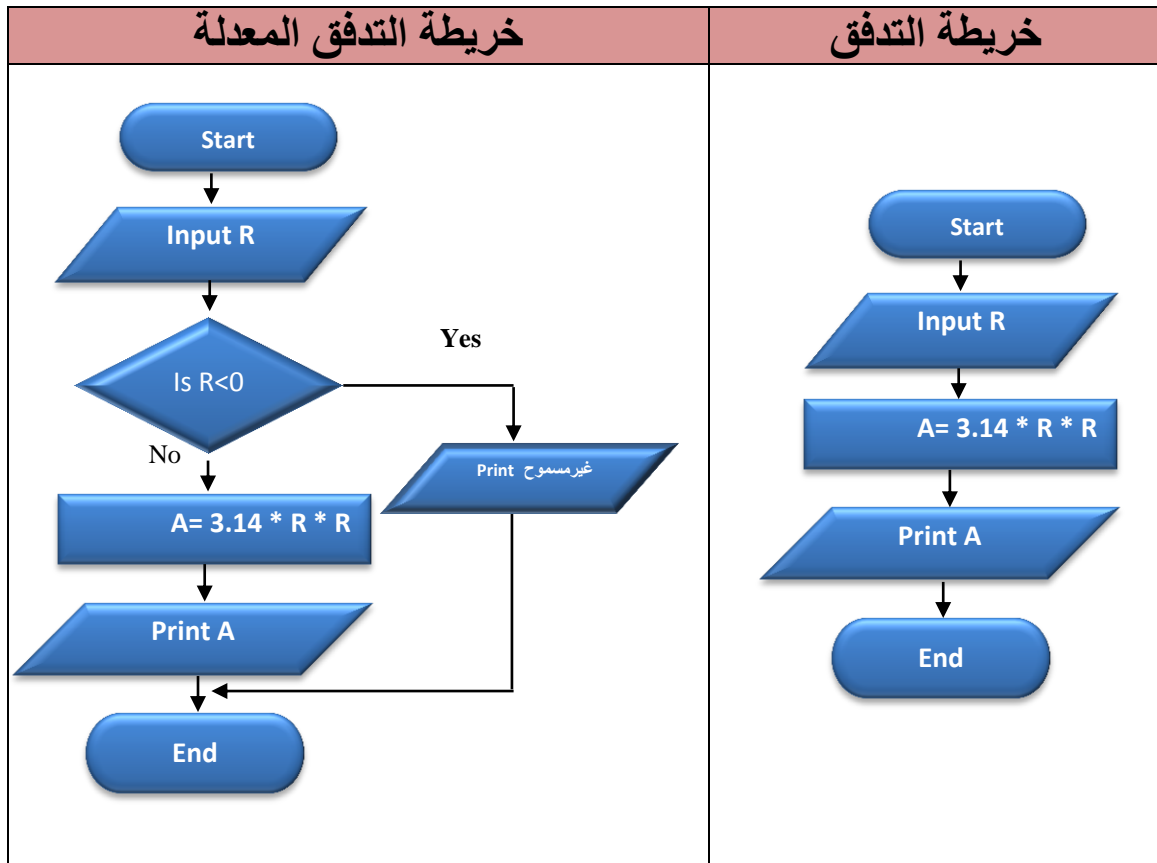 خريطة التدفق
Start
Input R
A= 3.14 * R * R
Print A
End
خريطة التدفق المعدلة
Start
Input R
Is R<0
Yes
Print غيرمسموح
No
A= 3.14 * R * R
Print A
End